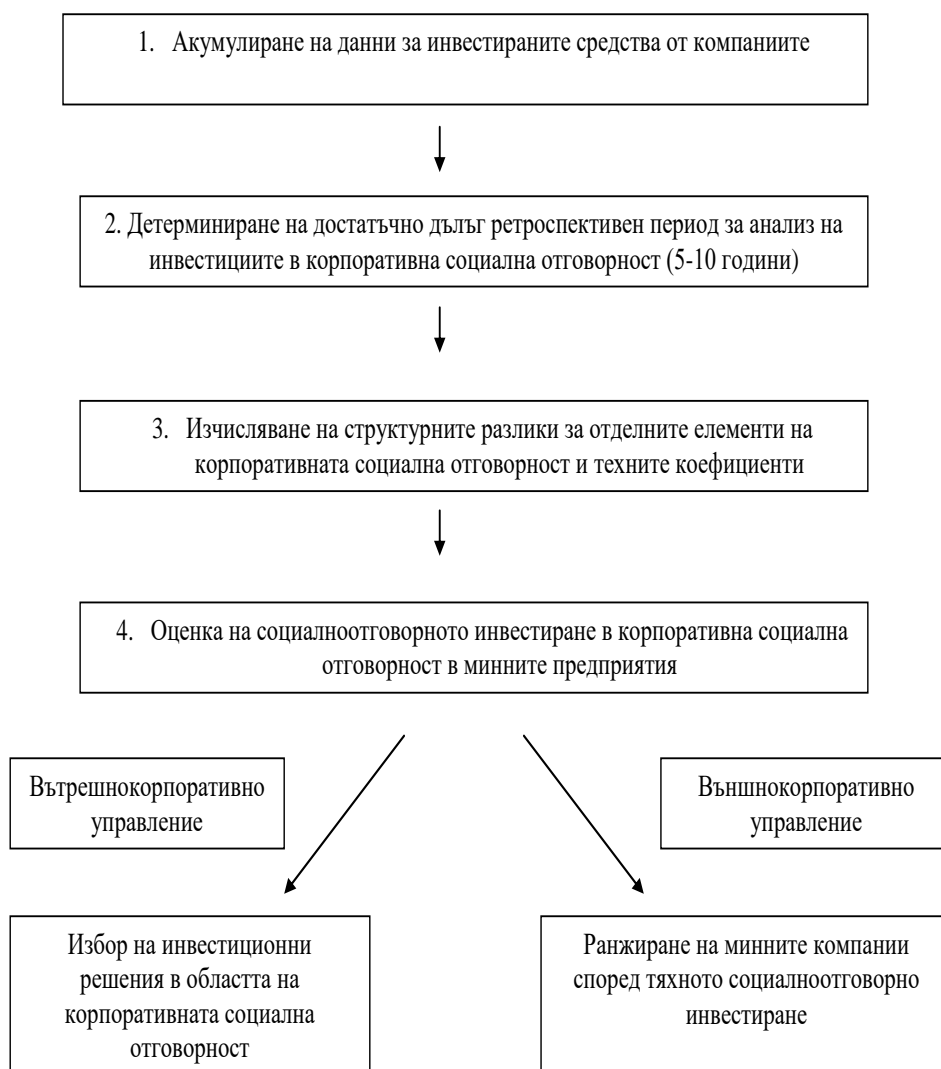 1. Акумулиране на данни за инвестираните средства от компаниите
2. Детерминиране на достатъчно дълъг ретроспективен период за анализ на
инвестициите в корпоративна социална отговорност (5-10 години)
3. Изчисляване на структурните разлики за отделните елементи на
корпоративната социална отговорност и техните коефициенти
4. Оценка на социалноотговорното инвестиране в корпоративна социална
отговорност в минните предприятия
Вътрешнокорпоративно
управление
Външнокорпоративно
управление
Избор на инвестиционни
решения в областта на
корпоративната социална
отговорност
Ранжиране на минните компании
според тяхното социалноотговорно
инвестиране